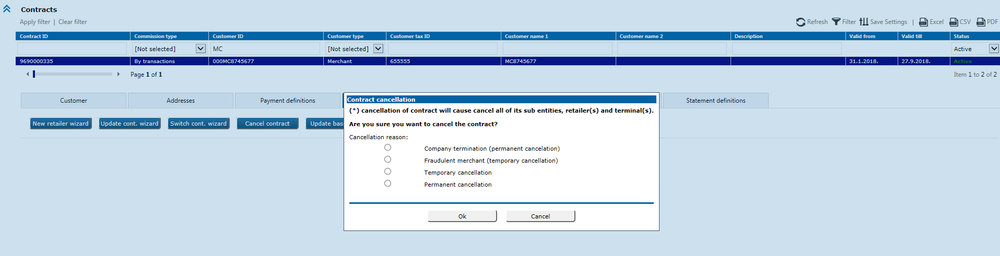 Contracts
Apply filter | Clear filter
Refresh Filter Save Settings | Excel CSV PDF
Contract ID Commission type Customer ID Customer type Customer tax ID Customer name 1 Customer name 2 Description Valid from Valid till Status
[Not selected] MC [Not selected] Active
9690000335 By transactions 000MC8745677 Merchant 655555 MC8745677 31.1.2018. 27.9.2018. Active
Page 1 of 1
Item 1 to 2 of 2
Customer Addresses Payment definitions Statement definitions
New retailer wizard Update cont. wizard Switch cont. wizard Cancel contract Update bas
Contract cancellation
(*) cancellation of contract will cause cancel all of its sub entities, retailer(s) and terminal(s).
Are you sure you want to cancel the contract?
Cancellation reason:
Company termination (permanent cancelation)
Fraudulent merchant (temporary cancellation)
Temporary cancellation
Permanent cancellation
Ok Cancel